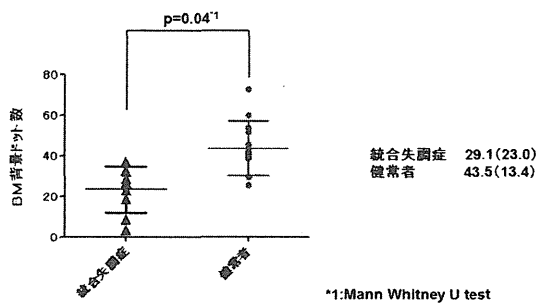 p=0.04*1
80
60
40
20
0
BM背景ドット数
統合失調症
健常者
統合失調症 29.1(23.0)
健常者 43.5(13.4)
*1:Mann Whitney U test